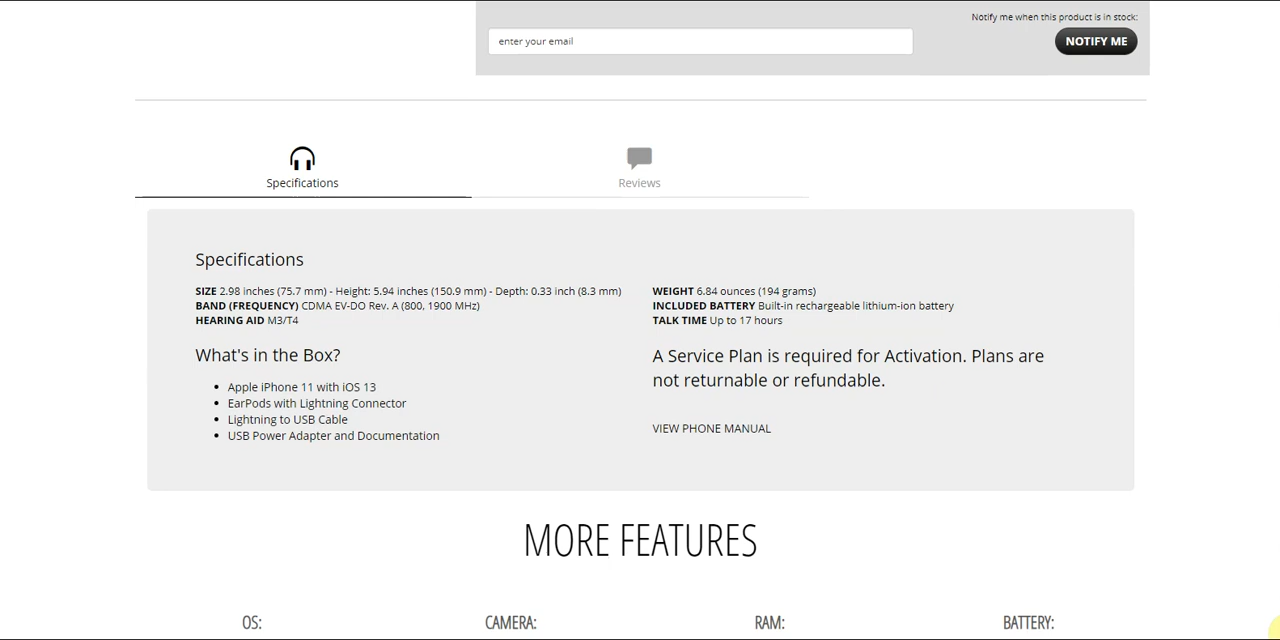 Notify me when this product is in stock:
enter your email
NOTIFY ME
Specifications
Reviews
Specifications
SIZE 2.98 inches (75.7 mm) - Height: 5.94 inches (150.9 mm) - Depth: 0.33 inch (8.3 mm)
BAND (FREQUENCY) CDMA EV-DO Rev. A (800, 1900 MHz)
HEARING AID M3/T4
What's in the Box?
• Apple iPhone 11 with iOS 13
• EarPods with Lightning Connector
• Lightning to USB Cable
• USB Power Adapter and Documentation
WEIGHT 6.84 ounces (194 grams)
INCLUDED BATTERY Built-in rechargeable lithium-ion battery
TALK TIME Up to 17 hours
A Service Plan is required for Activation. Plans are
not returnable or refundable.
VIEW PHONE MANUAL
MORE FEATURES
OS:
CAMERA:
RAM:
BATTERY: